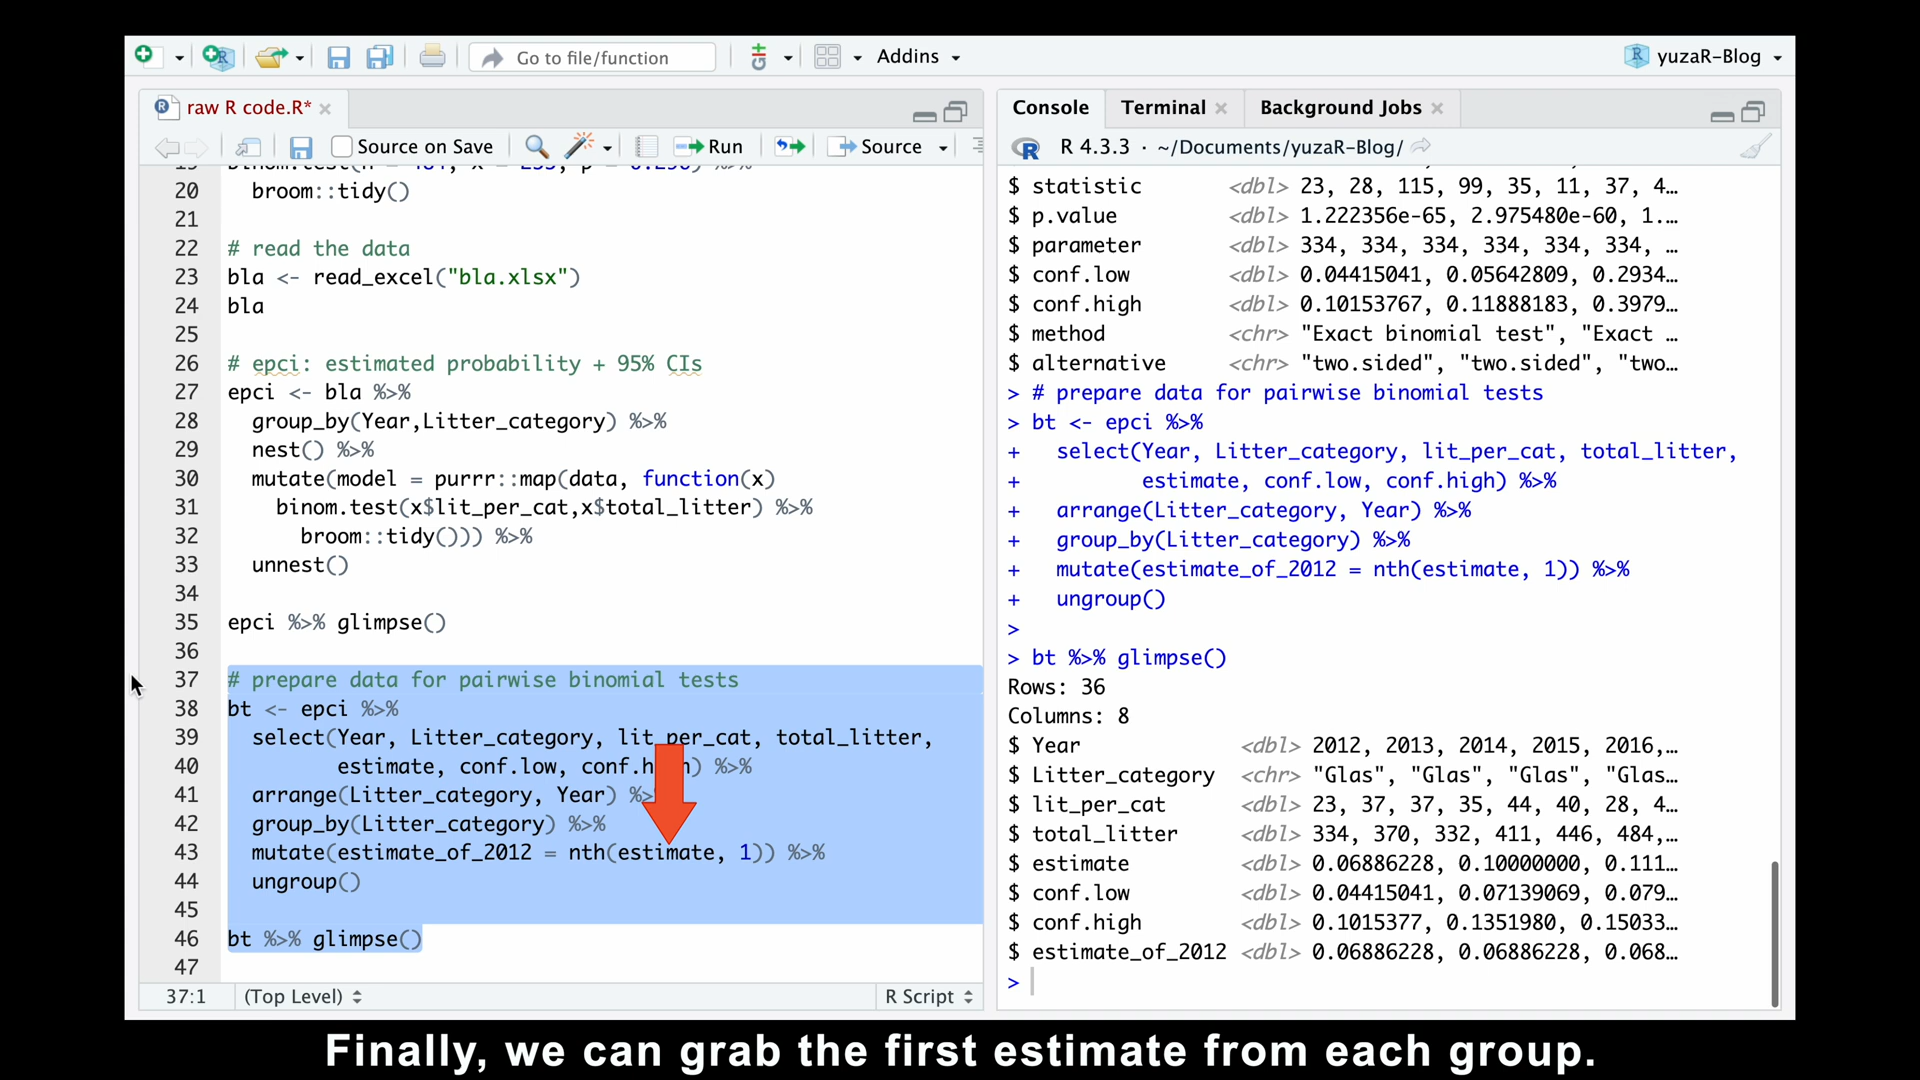 Go to file/function
Addins
yuzaR-Blog
raw R code.R*
Source on Save
Run
Source
20 broom::tidy()
21
22 # read the data
23 bla <- read_excel("bla.xlsx")
24 bla
25
26 # epci: estimated probability + 95% CIs
27 epci <- bla %>%
28 group_by(Year,Litter_category) %>%
29 nest() %>%
30 mutate(model = purrr::map(data, function(x)
31 binom.test(x$lit_per_cat,x$total_litter) %>%
32 broom::tidy())) %>%
33 unnest()
34
35 epci %>% glimpse()
36
37 # prepare data for pairwise binomial tests
38 bt <- epci %>%
39 select(Year, Litter_category, lit_per_cat, total_litter,
40 estimate, conf.low, conf.high) %>%
41 arrange(Litter_category, Year) %>%
42 group_by(Litter_category) %>%
43 mutate(estimate_of_2012 = nth(estimate, 1)) %>%
44 ungroup()
45
46 bt %>% glimpse()
47
37:1 (Top Level) R Script
Console Terminal Background Jobs
R 4.3.3 · ~/Documents/yuzaR-Blog/
$ statistic <dbl> 23, 28, 115, 99, 35, 11, 37, 4…
$ p.value <dbl> 1.222356e-65, 2.975480e-60, 1.…
$ parameter <dbl> 334, 334, 334, 334, 334, 334, …
$ conf.low <dbl> 0.04415041, 0.05642809, 0.2934…
$ conf.high <dbl> 0.10153767, 0.11888183, 0.3979…
$ method <chr> "Exact binomial test", "Exact …
$ alternative <chr> "two.sided", "two.sided", "two…
> # prepare data for pairwise binomial tests
> bt <- epci %>%
+ select(Year, Litter_category, lit_per_cat, total_litter,
+ estimate, conf.low, conf.high) %>%
+ arrange(Litter_category, Year) %>%
+ group_by(Litter_category) %>%
+ mutate(estimate_of_2012 = nth(estimate, 1)) %>%
+ ungroup()
>
> bt %>% glimpse()
Rows: 36
Columns: 8
$ Year <dbl> 2012, 2013, 2014, 2015, 2016,…
$ Litter_category <chr> "Glas", "Glas", "Glas", "Glas…
$ lit_per_cat <dbl> 23, 37, 37, 35, 44, 40, 28, 4…
$ total_litter <dbl> 334, 370, 332, 411, 446, 484,…
$ estimate <dbl> 0.06886228, 0.10000000, 0.111…
$ conf.low <dbl> 0.04415041, 0.07139069, 0.079…
$ conf.high <dbl> 0.1015377, 0.1351980, 0.15033…
$ estimate_of_2012 <dbl> 0.06886228, 0.06886228, 0.068…
>
Finally, we can grab the first estimate from each group.